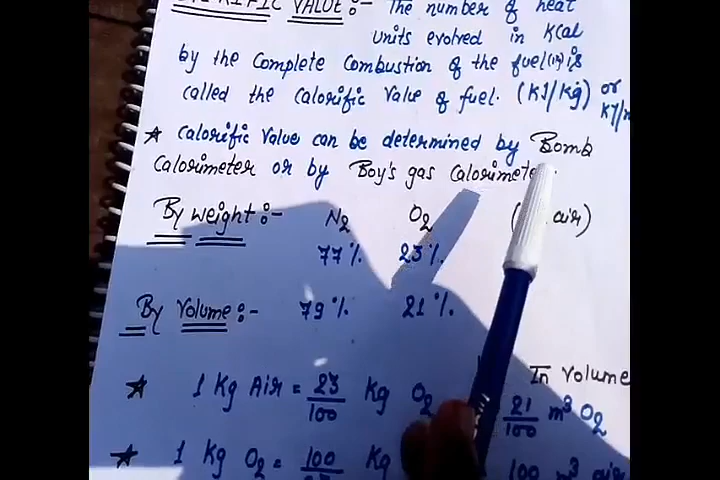 VALUE :- The number of heat
units evolved in KCal
by the Complete Combustion of the fuel is
called the Calorific Value of fuel. (KJ/Kg) or
★ Calorific Value can be determined by Bomb
Calorimeter or by Boy's gas Calorimeter.
By weight :- N2 O2 air)
77% 23%
By Volume :- 79% 21%
In Volume
★ 1 Kg Air = 23/100 Kg O2 21/100 m³ O2
★ 1 Kg O2 = 100 Kg 100 m³ air